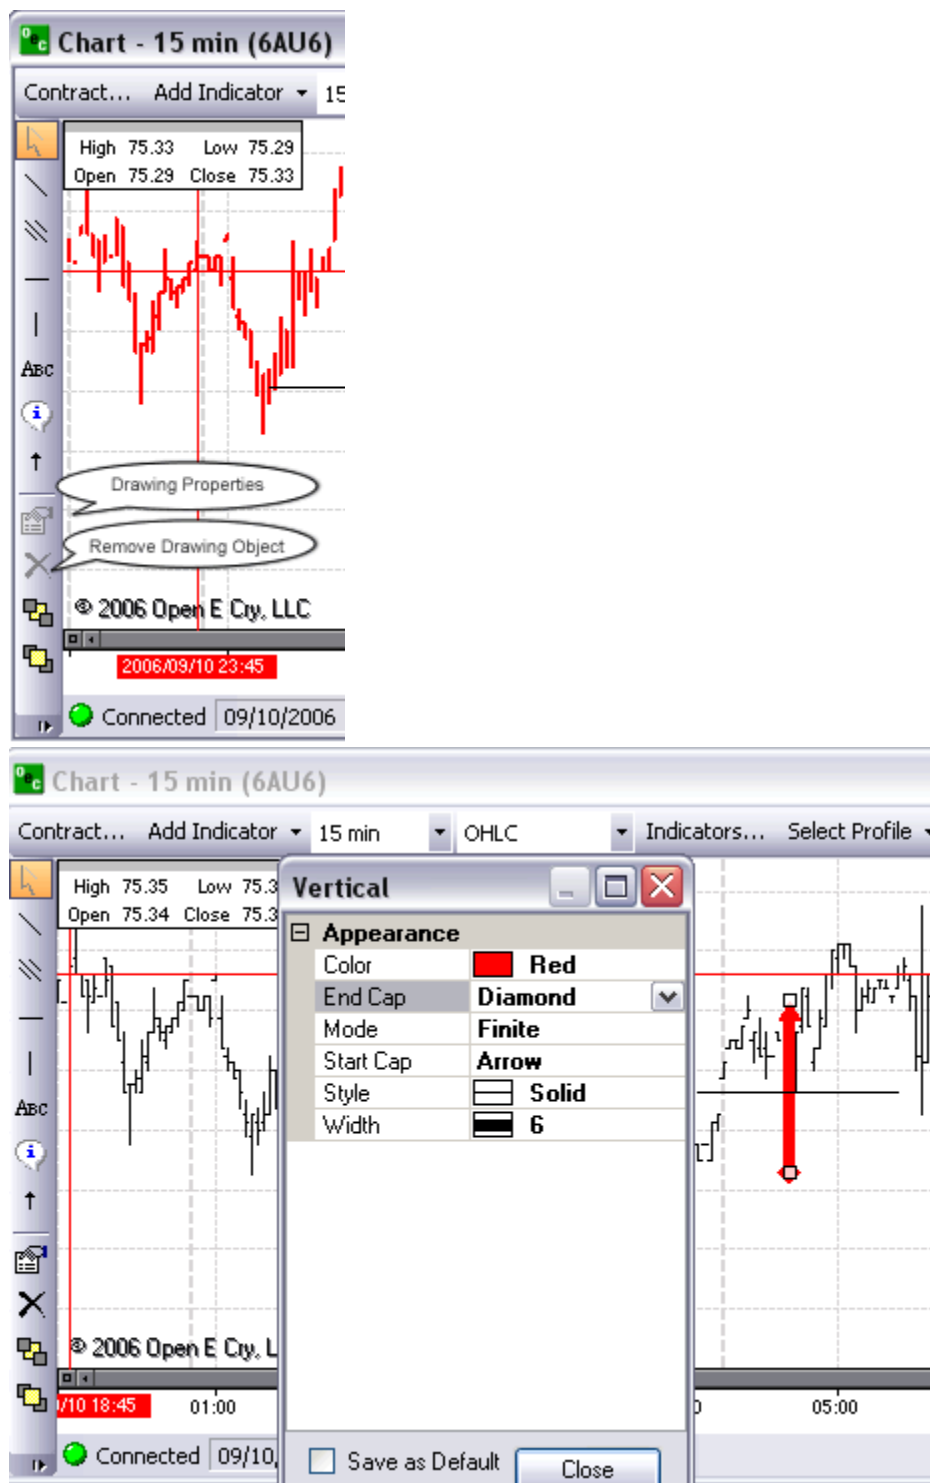 Oec Chart - 15 min (6AU6)
Contract... Add Indicator 15
High 75.33 Low 75.29
Open 75.29 Close 75.33
ABC
i
Drawing Properties
Remove Drawing Object
© 2006 Open E Cry, LLC
2006/09/10 23:45
Connected 09/10/2006
Oec Chart - 15 min (6AU6)
Contract... Add Indicator 15 min OHLC Indicators... Select Profile
High 75.35 Low 75.3
Open 75.34 Close 75.3
Vertical
Appearance
Color Red
End Cap Diamond
Mode Finite
Start Cap Arrow
Style Solid
Width 6
ABC
i
© 2006 Open E Cry, L
/10 18:45 01:00 05:00
Connected 09/10,
Save as Default Close